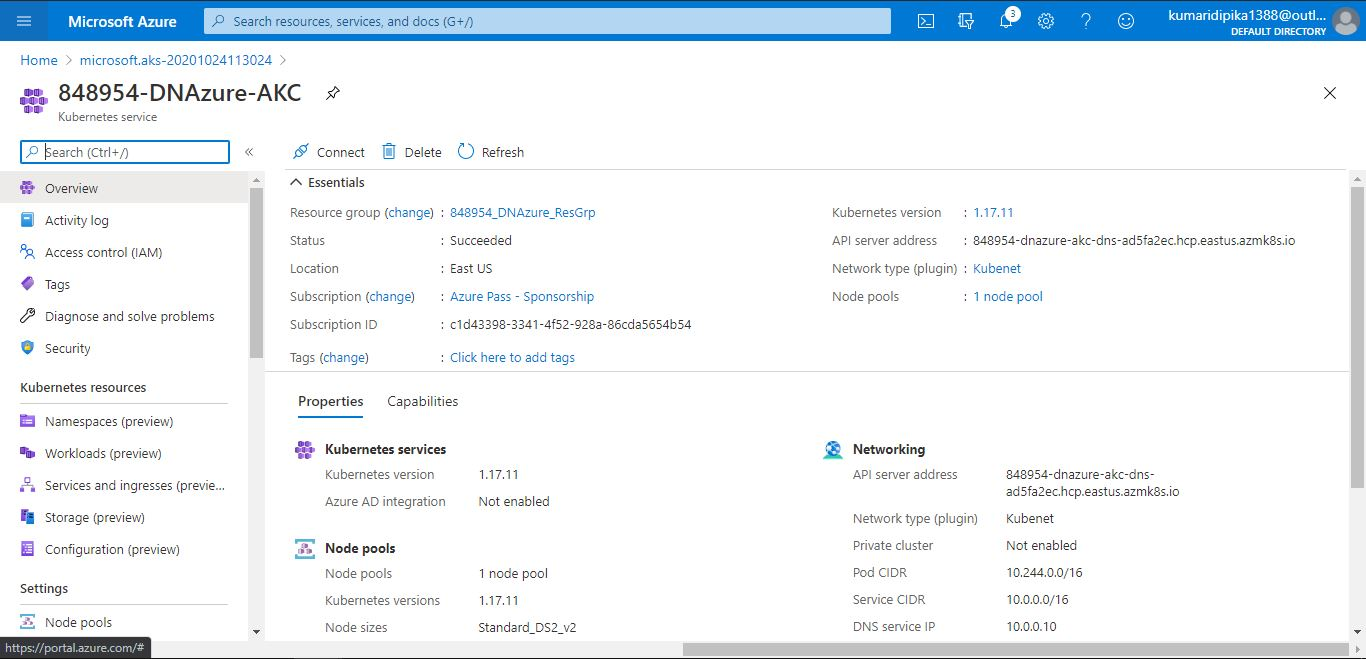 Microsoft Azure
Search resources, services, and docs (G+/)
3
kumaridipika1388@outl...
DEFAULT DIRECTORY
Home > microsoft.aks-20201024113024 >
848954-DNAzure-AKC
Kubernetes service
Search (Ctrl+/)
«
Overview
Activity log
Access control (IAM)
Tags
Diagnose and solve problems
Security
Kubernetes resources
Namespaces (preview)
Workloads (preview)
Services and ingresses (previe...
Storage (preview)
Configuration (preview)
Settings
Node pools
https://portal.azure.com/#
Connect Delete Refresh
Essentials
Resource group (change) : 848954_DNAzure_ResGrp
Status : Succeeded
Location : East US
Subscription (change) : Azure Pass - Sponsorship
Subscription ID : c1d43398-3341-4f52-928a-86cda5654b54
Tags (change) : Click here to add tags
Kubernetes version : 1.17.11
API server address : 848954-dnazure-akc-dns-ad5fa2ec.hcp.eastus.azmk8s.io
Network type (plugin) : Kubenet
Node pools : 1 node pool
Properties Capabilities
Kubernetes services
Kubernetes version 1.17.11
Azure AD integration Not enabled
Node pools
Node pools 1 node pool
Kubernetes versions 1.17.11
Node sizes Standard_DS2_v2
Networking
API server address 848954-dnazure-akc-dns-
ad5fa2ec.hcp.eastus.azmk8s.io
Network type (plugin) Kubenet
Private cluster Not enabled
Pod CIDR 10.244.0.0/16
Service CIDR 10.0.0.0/16
DNS service IP 10.0.0.10